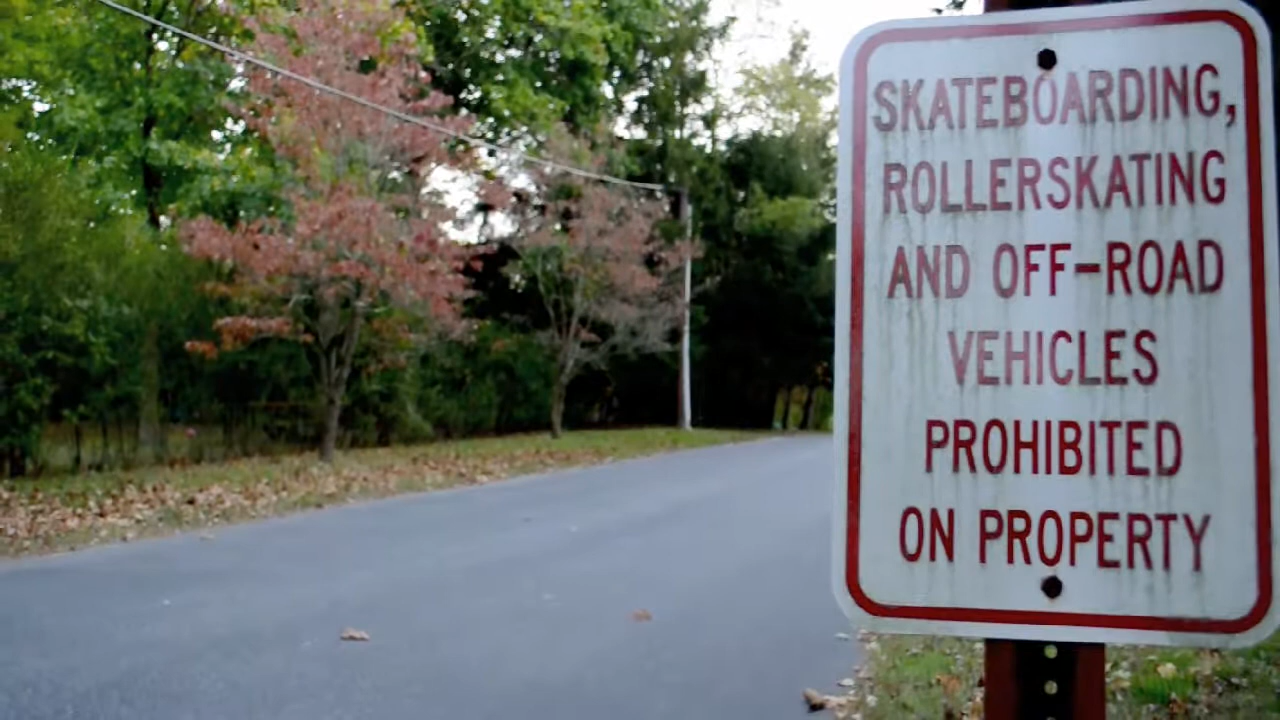 SKATEBOARDING,
ROLLERSKATING
AND OFF-ROAD
VEHICLES
PROHIBITED
ON PROPERTY